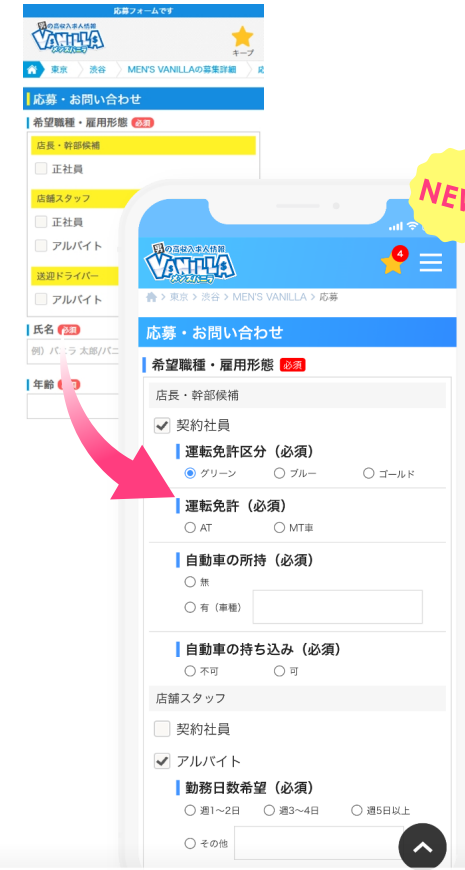 応募フォームです
男の高収入求人情報
VANILLA
メンズバニラ
キープ
東京 渋谷 MEN'S VANILLAの募集詳細
応募・お問い合わせ
希望職種・雇用形態 必須
店長・幹部候補
正社員
店舗スタッフ
正社員
アルバイト
送迎ドライバー
アルバイト
氏名
例）
太郎/バニ
年齢
NEW
男の高収入求人情報
VANILLA
メンズバニラ
4
東京 > 渋谷 > MEN'S VANILLA > 応募
応募・お問い合わせ
希望職種・雇用形態 必須
店長・幹部候補
契約社員
運転免許区分（必須）
グリーン ブルー ゴールド
運転免許（必須）
AT MT車
自動車の所持（必須）
無
有（車種）
自動車の持ち込み（必須）
不可 可
店舗スタッフ
契約社員
アルバイト
勤務日数希望（必須）
週1～2日 週3～4日 週5日以上
その他